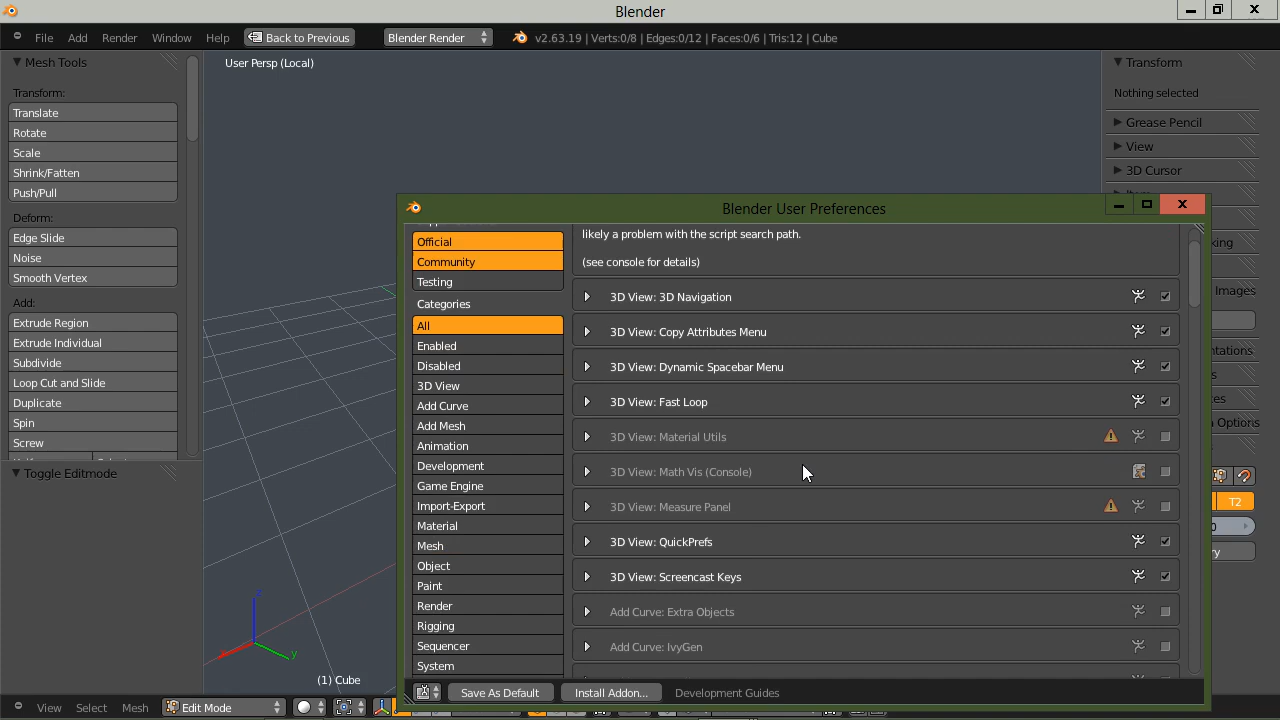 Blender
File Add Render Window Help Back to Previous Blender Render v2.63.19 | Verts:0/8 | Edges:0/12 | Faces:0/6 | Tris:12 | Cube
Mesh Tools
Transform:
Translate
Rotate
Scale
Shrink/Fatten
Push/Pull
Deform:
Edge Slide
Noise
Smooth Vertex
Add:
Extrude Region
Extrude Individual
Subdivide
Loop Cut and Slide
Duplicate
Spin
Screw
Toggle Editmode
User Persp (Local)
z
y
(1) Cube
Transform
Nothing selected
Grease Pencil
View
3D Cursor
Images
T2
Blender User Preferences
Official
Community
Testing
Categories
All
Enabled
Disabled
3D View
Add Curve
Add Mesh
Animation
Development
Game Engine
Import-Export
Material
Mesh
Object
Paint
Render
Rigging
Sequencer
System
likely a problem with the script search path.
(see console for details)
3D View: 3D Navigation
3D View: Copy Attributes Menu
3D View: Dynamic Spacebar Menu
3D View: Fast Loop
3D View: Material Utils
3D View: Math Vis (Console)
3D View: Measure Panel
3D View: QuickPrefs
3D View: Screencast Keys
Add Curve: Extra Objects
Add Curve: IvyGen
Save As Default Install Addon... Development Guides
View Select Mesh Edit Mode